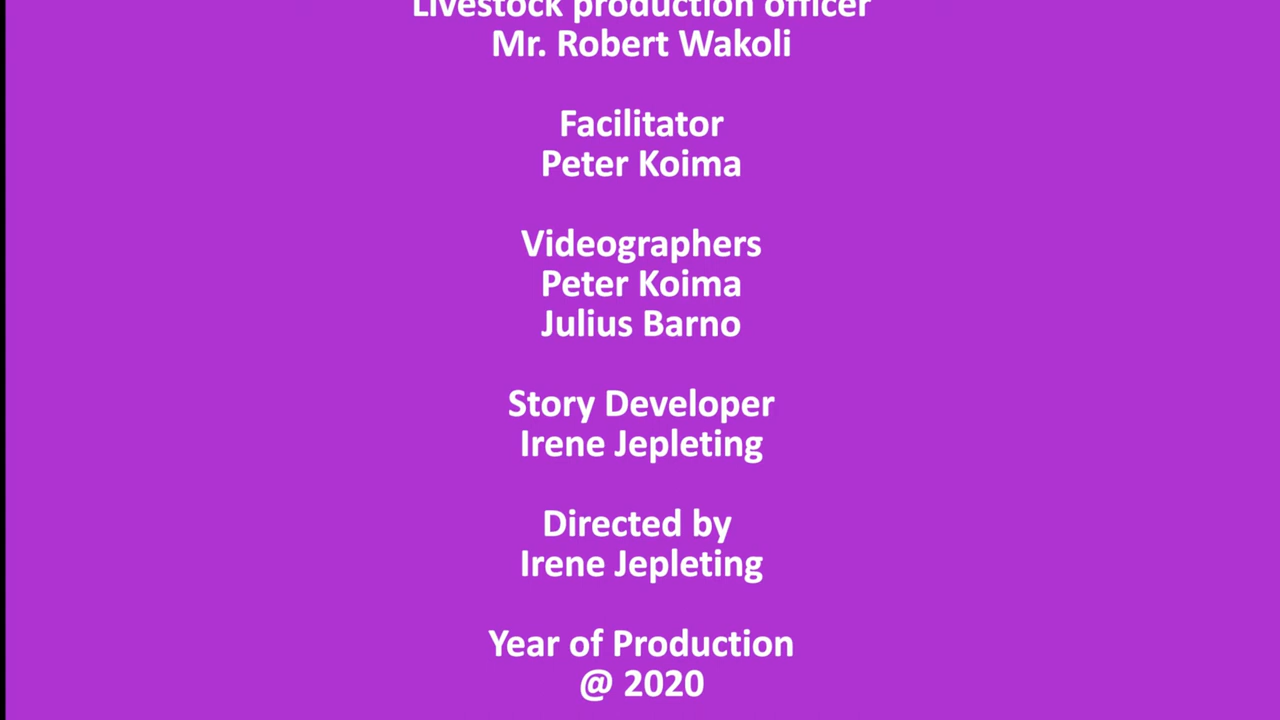 Livestock production officer
Mr. Robert Wakoli
Facilitator
Peter Koima
Videographers
Peter Koima
Julius Barno
Story Developer
Irene Jepleting
Directed by
Irene Jepleting
Year of Production
@ 2020